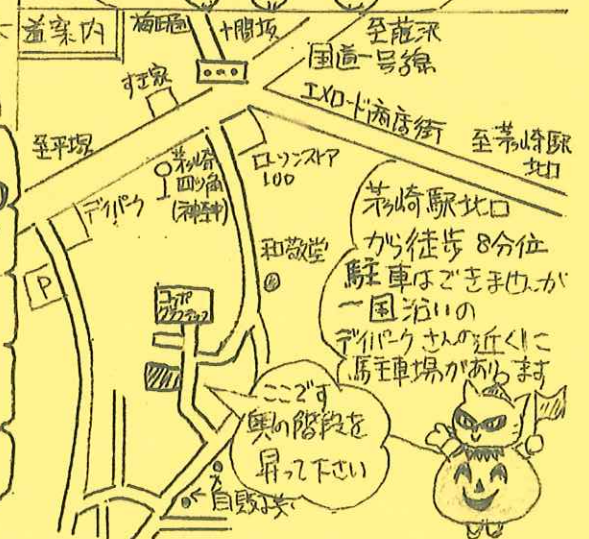 道案内
梅田通
十間坂
至藤沢
国道一号線
すき家
エメロード商店街
至平塚
至茅ヶ崎駅
北口
茅ヶ崎
四ツ角
(神奈中)
ローソンストア
100
デイパーク
P
和敬堂
茅ヶ崎駅北口
から徒歩8分位
駐車はできませんが
一国沿いの
デイパークさんの近くに
駐車場があります
ここです
奥の階段を
昇って下さい